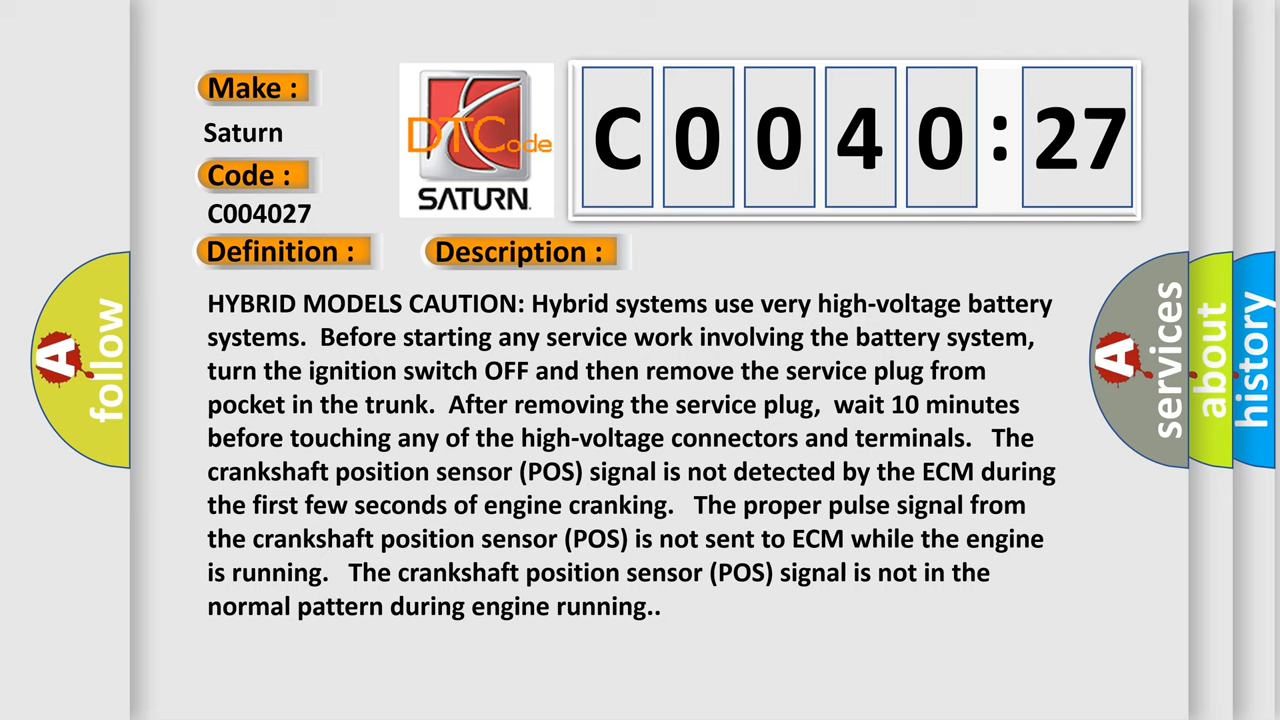 Make :
Saturn
Code :
C004027
DTCode
SATURN
C0040:27
Definition :
Description :
HYBRID MODELS CAUTION: Hybrid systems use very high-voltage battery
systems. Before starting any service work involving the battery system,
turn the ignition switch OFF and then remove the service plug from
pocket in the trunk. After removing the service plug, wait 10 minutes
before touching any of the high-voltage connectors and terminals. The
crankshaft position sensor (POS) signal is not detected by the ECM during
the first few seconds of engine cranking. The proper pulse signal from
the crankshaft position sensor (POS) is not sent to ECM while the engine
is running. The crankshaft position sensor (POS) signal is not in the
normal pattern during engine running..
A follow
A services
about
history